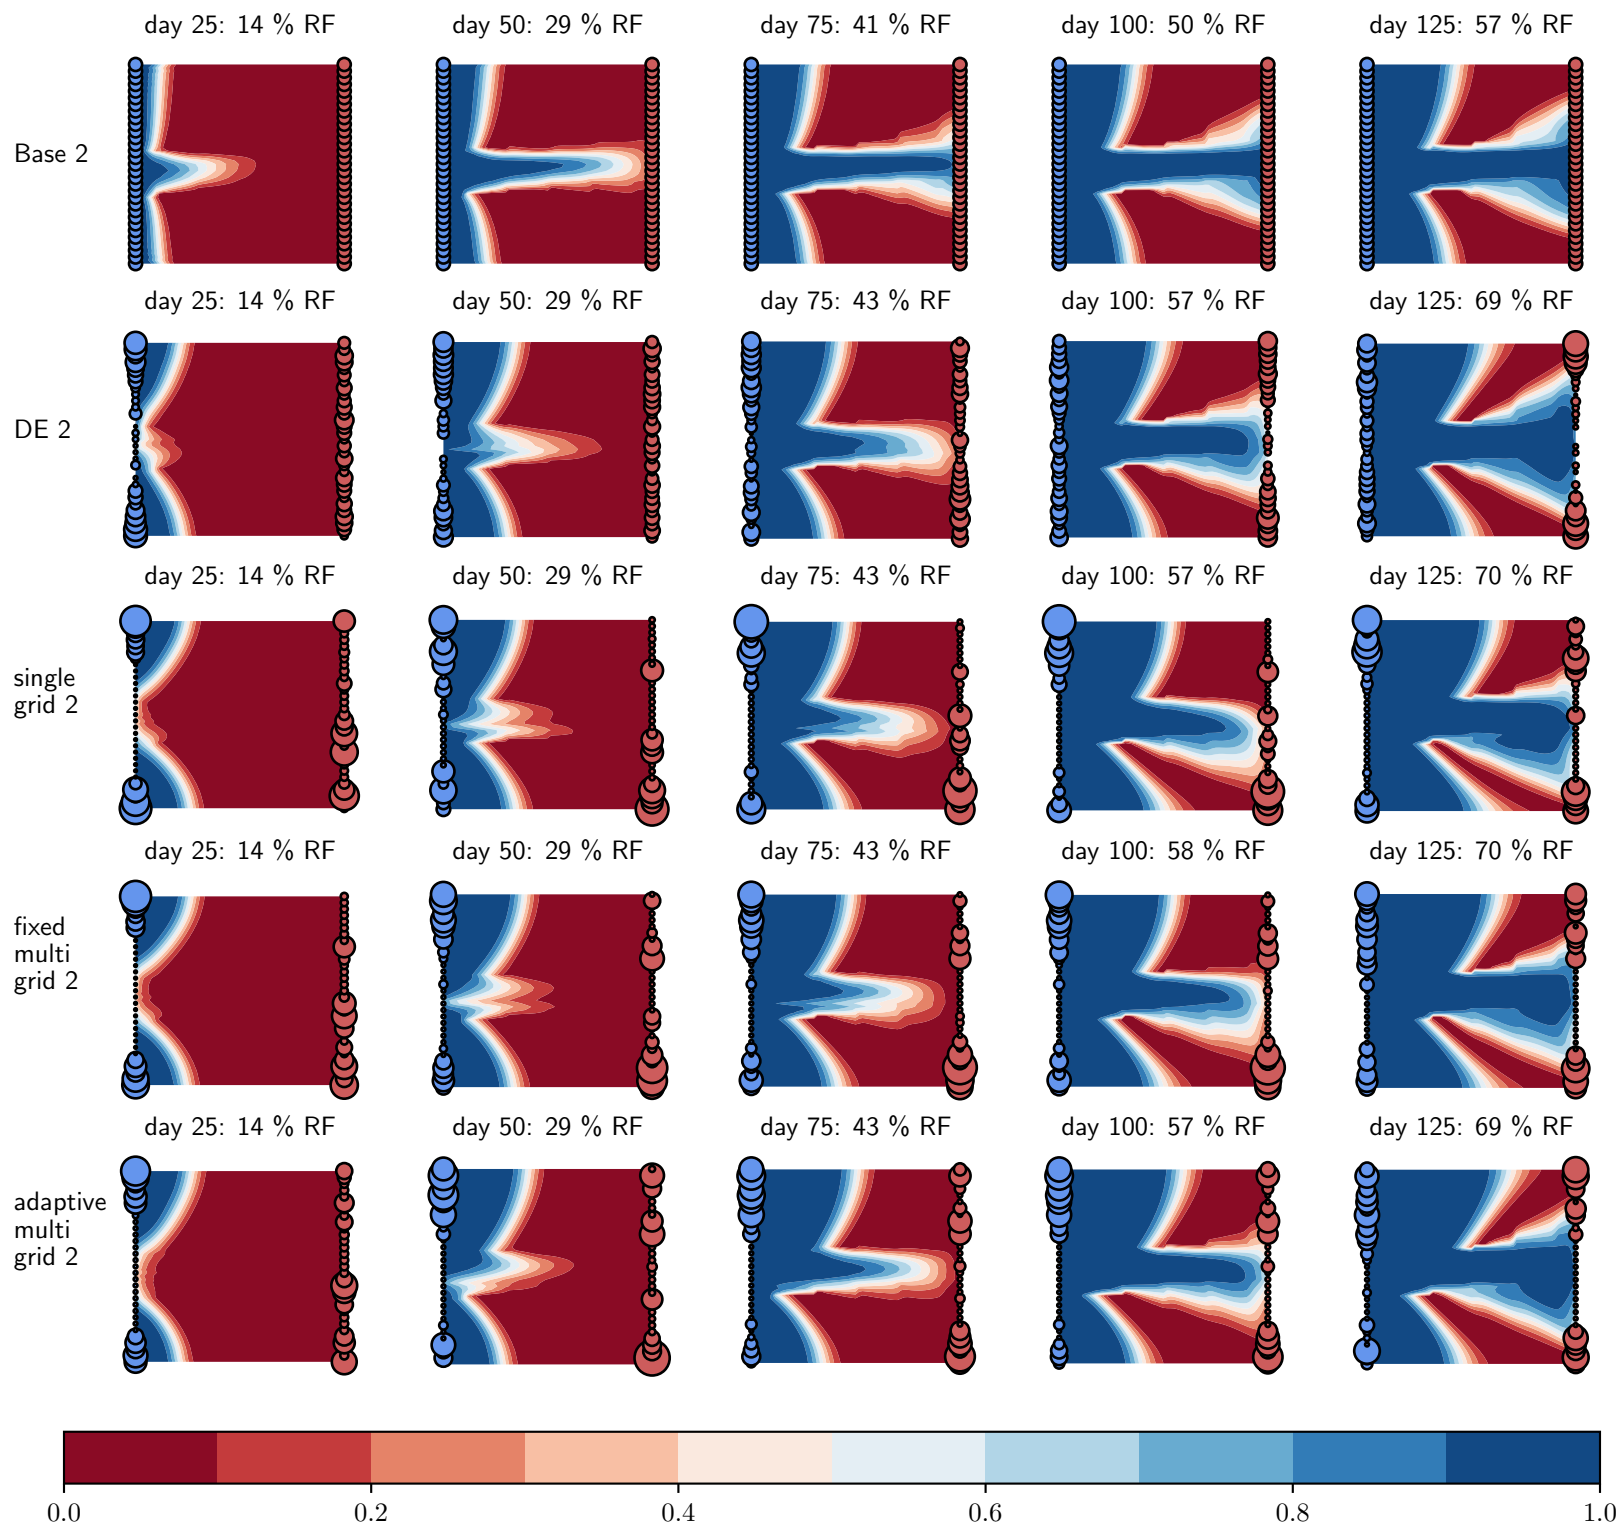 day 25: 14 % RF
day 50: 29 % RF
day 75: 41 % RF
day 100: 50 % RF
day 125: 57 % RF
Base 2
day 25: 14 % RF
day 50: 29 % RF
day 75: 43 % RF
day 100: 57 % RF
day 125: 69 % RF
DE 2
day 25: 14 % RF
day 50: 29 % RF
day 75: 43 % RF
day 100: 57 % RF
day 125: 70 % RF
single
grid 2
day 25: 14 % RF
day 50: 29 % RF
day 75: 43 % RF
day 100: 58 % RF
day 125: 70 % RF
fixed
multi
grid 2
day 25: 14 % RF
day 50: 29 % RF
day 75: 43 % RF
day 100: 57 % RF
day 125: 69 % RF
adaptive
multi
grid 2
0.0
0.2
0.4
0.6
0.8
1.0